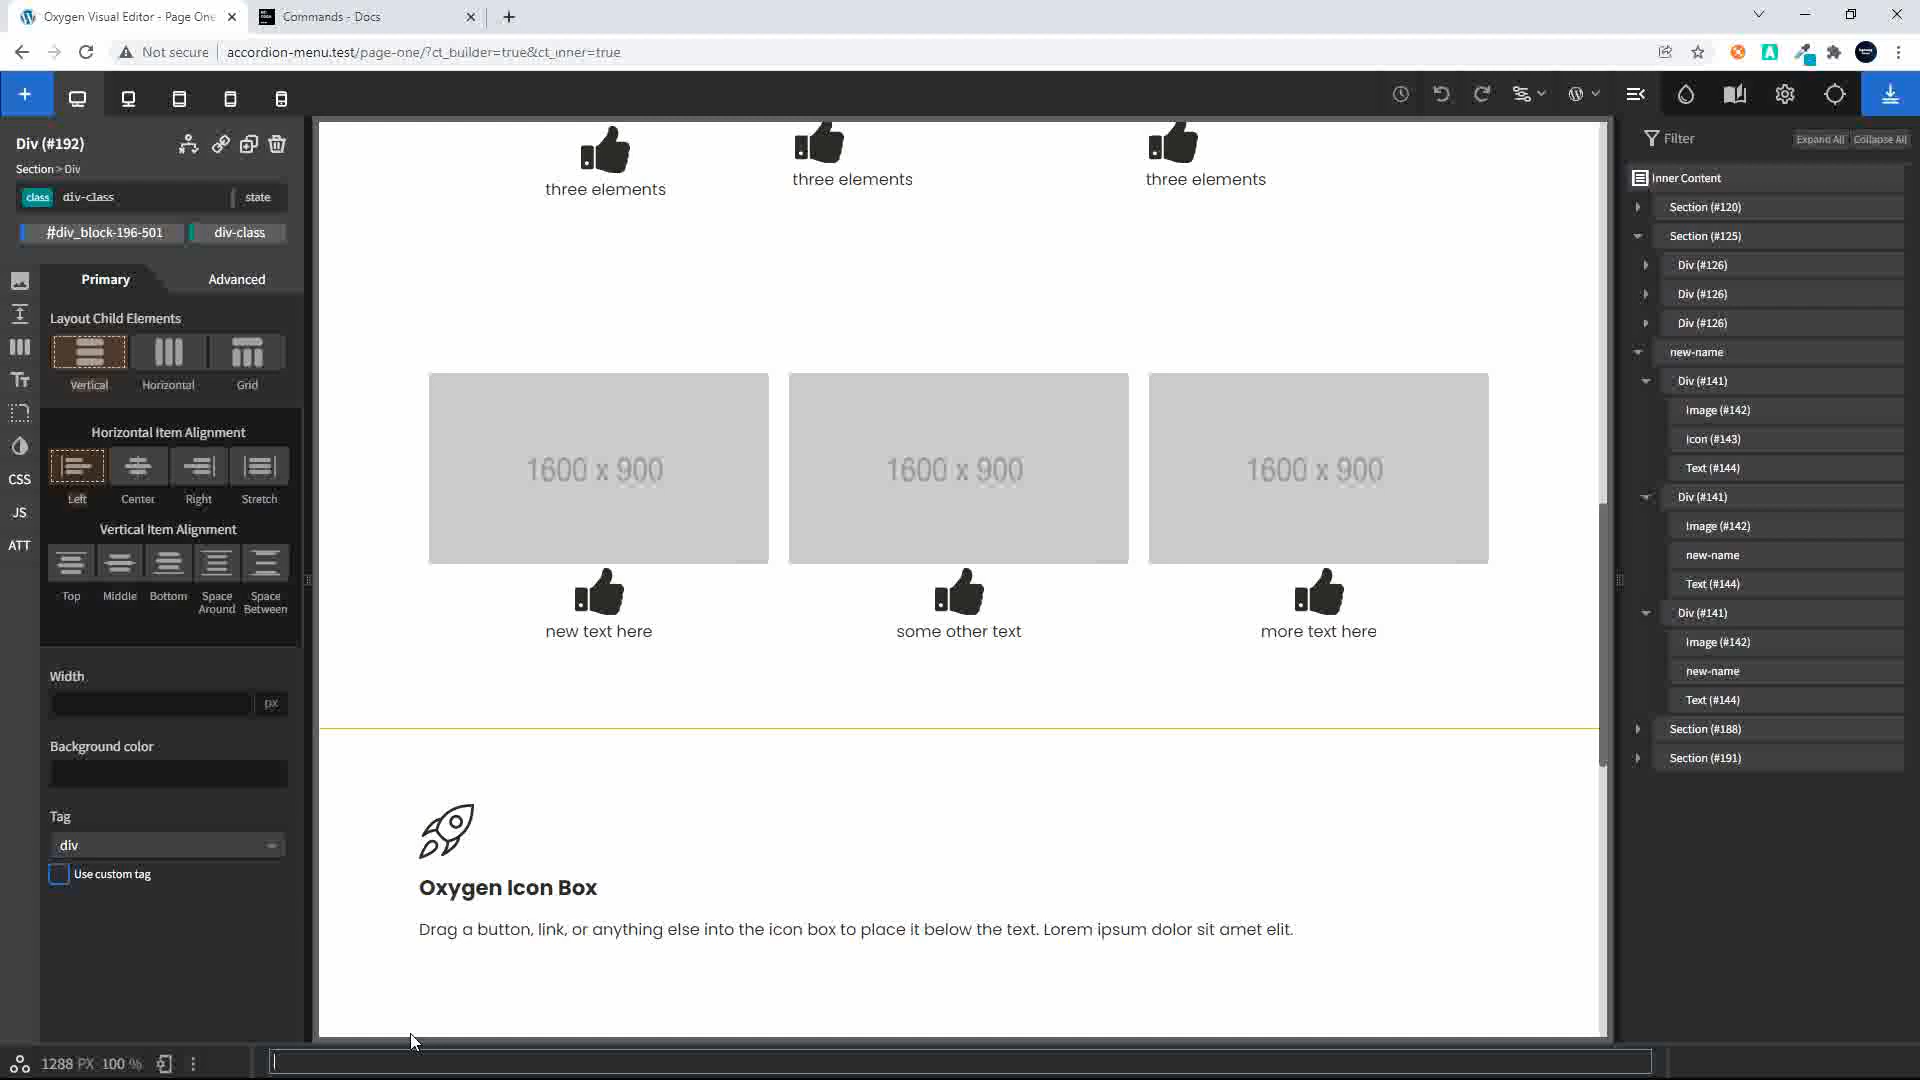 Oxygen Visual Editor - Page One
Commands - Docs
Not secure
accordion-menu.test/page-one/?ct_builder=true&ct_inner=true
Div (#192)
Section > Div
class div-class state
#div_block-196-501 div-class
Primary Advanced
Layout Child Elements
Vertical Horizontal Grid
Horizontal Item Alignment
Left Center Right Stretch
Vertical Item Alignment
Top Middle Bottom Space Around Space Between
Width
px
Background color
Tag
div
Use custom tag
CSS
JS
ATT
1288 PX 100 %
three elements three elements three elements
1600 x 900 1600 x 900 1600 x 900
new text here some other text more text here
Oxygen Icon Box
Drag a button, link, or anything else into the icon box to place it below the text. Lorem ipsum dolor sit amet elit.
Filter Expand All Collapse All
Inner Content
Section (#120)
Section (#125)
Div (#126)
Div (#126)
Div (#126)
new-name
Div (#141)
Image (#142)
Icon (#143)
Text (#144)
Div (#141)
Image (#142)
new-name
Text (#144)
Div (#141)
Image (#142)
new-name
Text (#144)
Section (#188)
Section (#191)